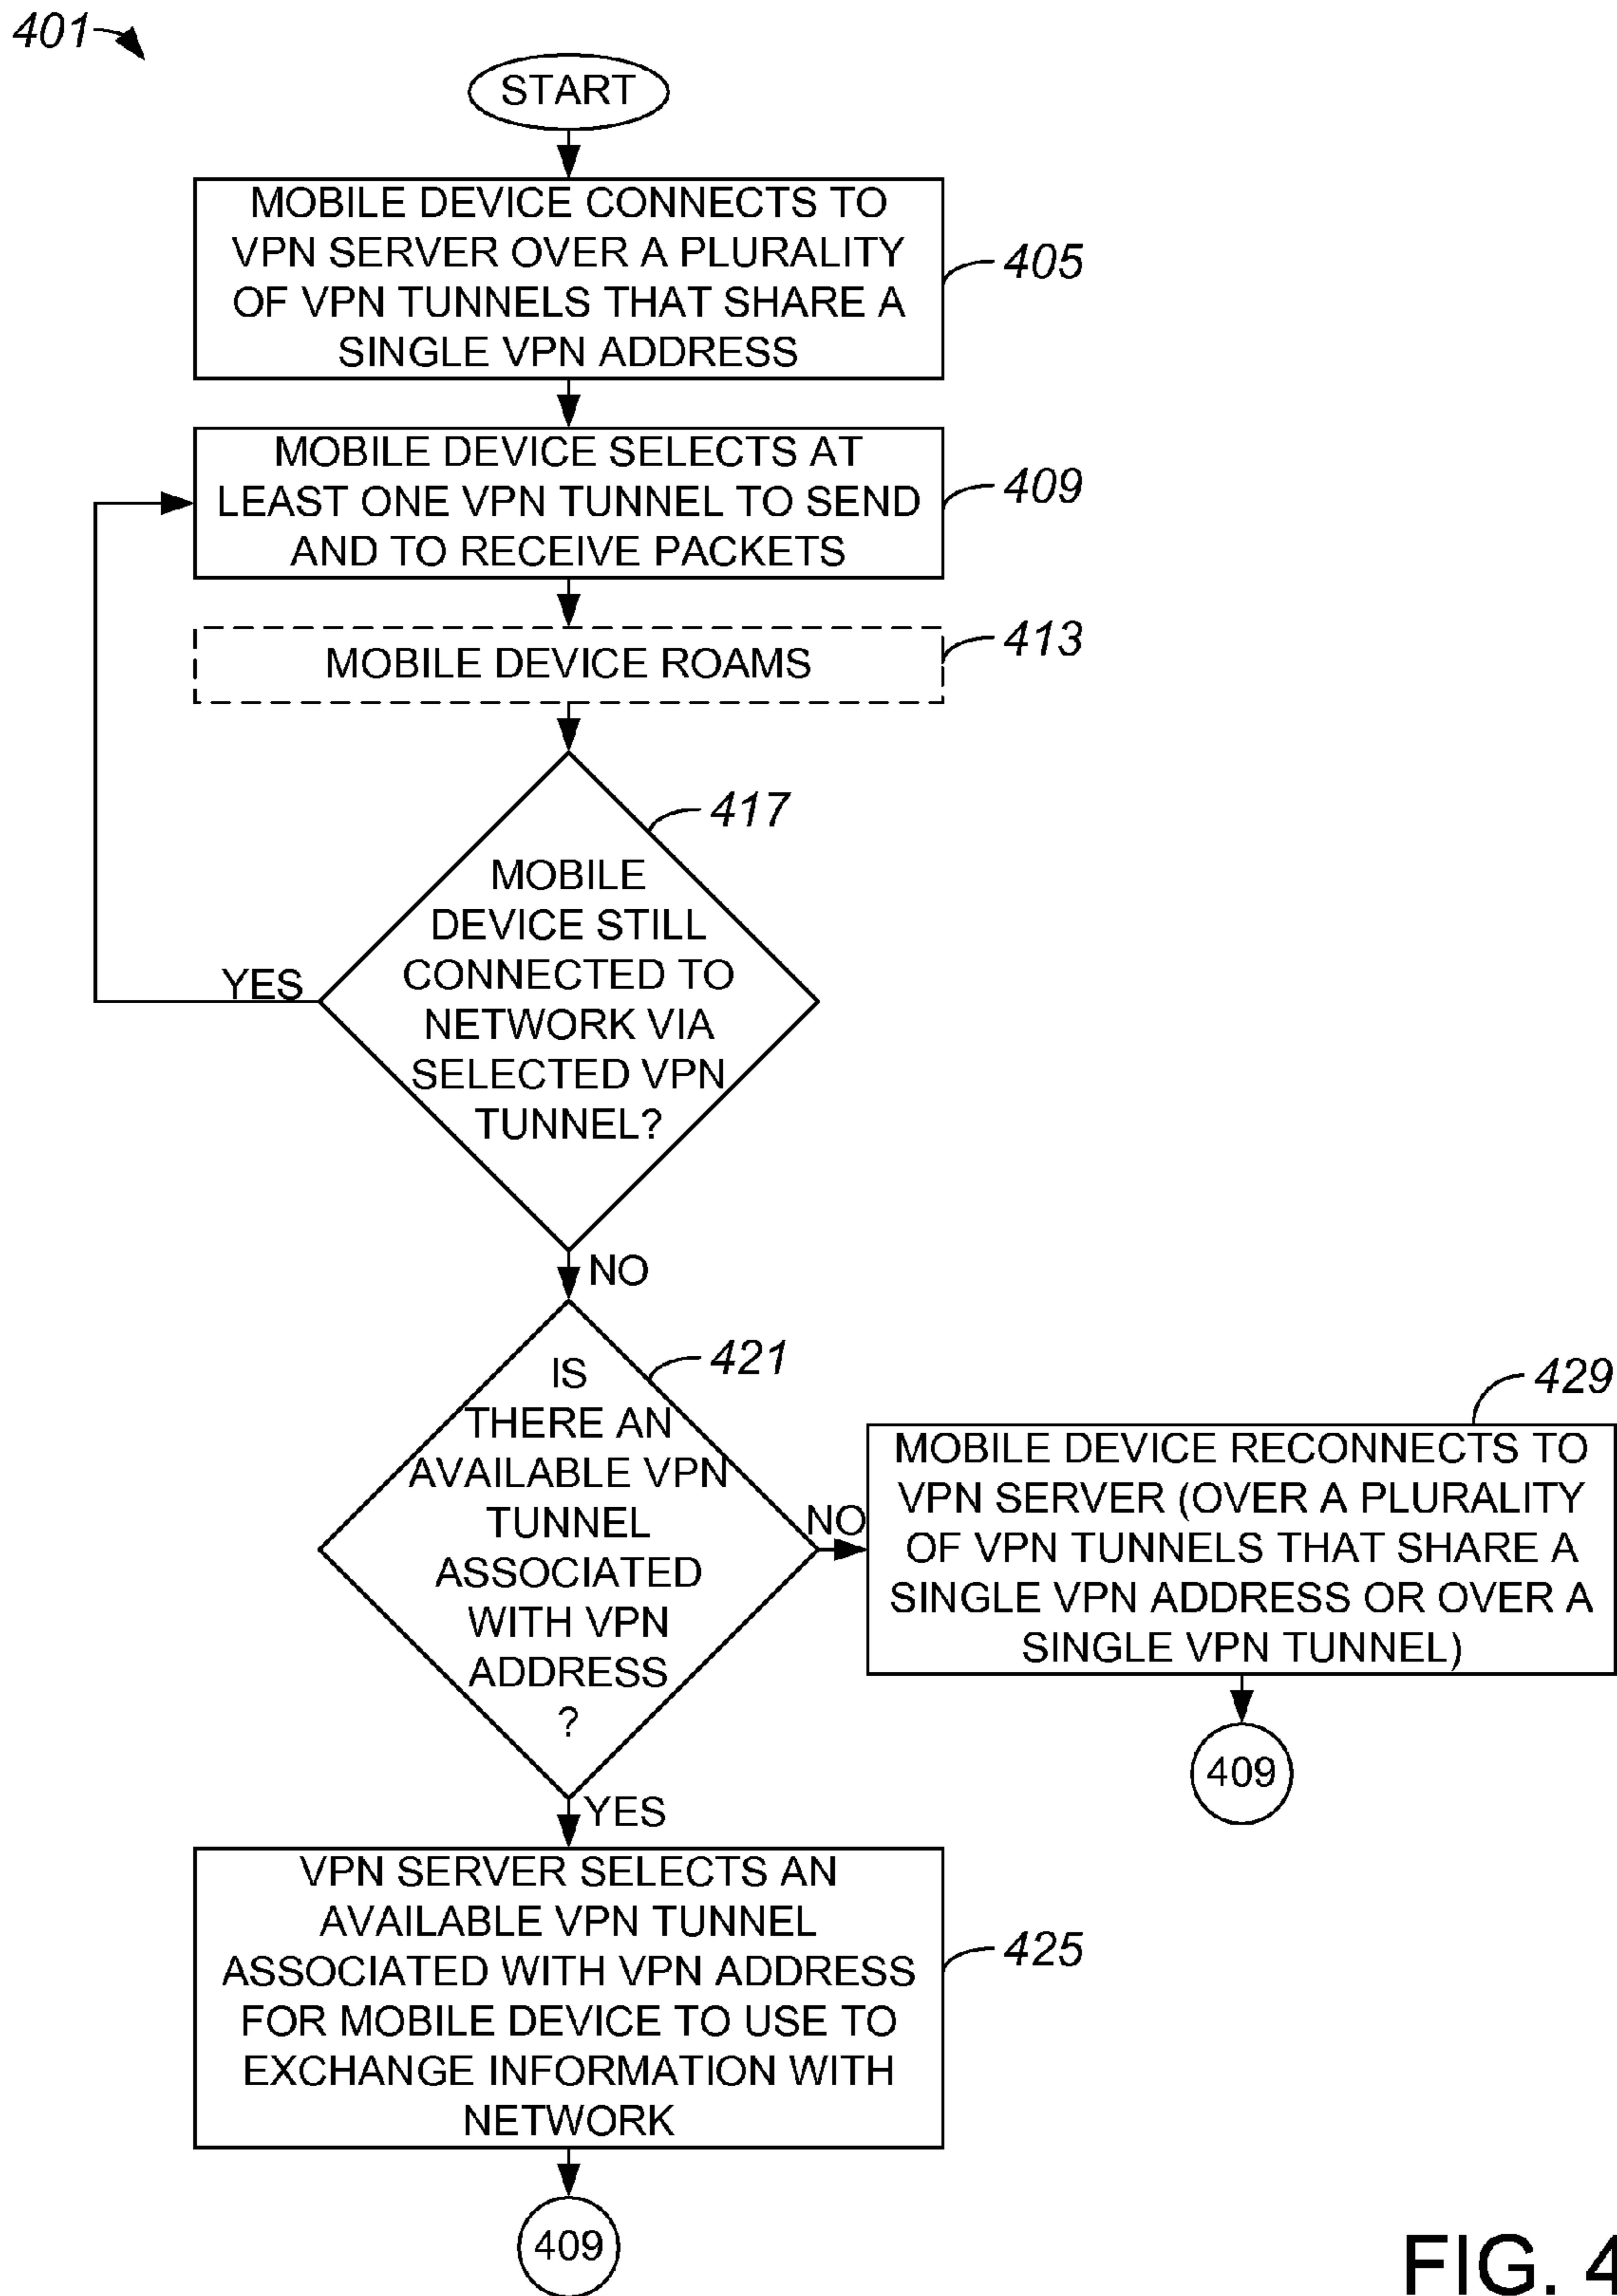 401
START
MOBILE DEVICE CONNECTS TO
VPN SERVER OVER A PLURALITY
OF VPN TUNNELS THAT SHARE A
SINGLE VPN ADDRESS
405
MOBILE DEVICE SELECTS AT
LEAST ONE VPN TUNNEL TO SEND
AND TO RECEIVE PACKETS
409
MOBILE DEVICE ROAMS
413
417
MOBILE
DEVICE STILL
CONNECTED TO
NETWORK VIA
SELECTED VPN
TUNNEL?
YES
NO
421
IS
THERE AN
AVAILABLE VPN
TUNNEL
ASSOCIATED
WITH VPN
ADDRESS
?
NO
429
MOBILE DEVICE RECONNECTS TO
VPN SERVER (OVER A PLURALITY
OF VPN TUNNELS THAT SHARE A
SINGLE VPN ADDRESS OR OVER A
SINGLE VPN TUNNEL)
409
YES
VPN SERVER SELECTS AN
AVAILABLE VPN TUNNEL
ASSOCIATED WITH VPN ADDRESS
FOR MOBILE DEVICE TO USE TO
EXCHANGE INFORMATION WITH
NETWORK
425
409
FIG. 4